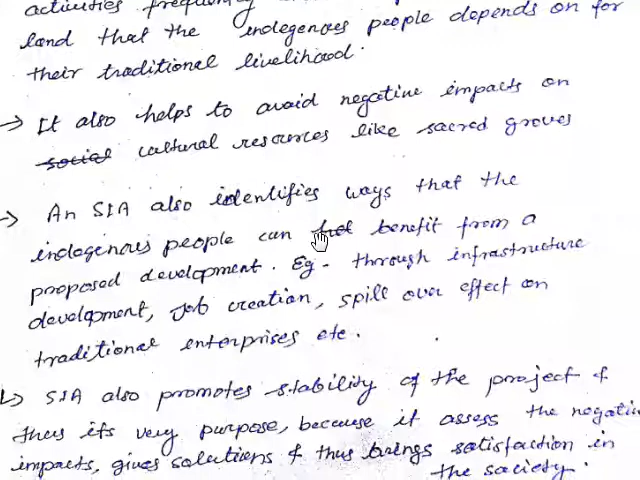 activities frequently
land that the indegenous people depends on for
their traditional livelihood.
→ It also helps to avoid negative impacts on
social cultural resources like sacred groves
→ An SIA also identifies ways that the
indegenous people can benefit from a
proposed development. Eg - through infrastructure
development, job creation, spill over effect on
traditional enterprises etc.
↳ SIA also promotes stability of the project &
thus its very purpose, because it assess the negative
impacts, gives solutions & thus brings satisfaction in
the society.